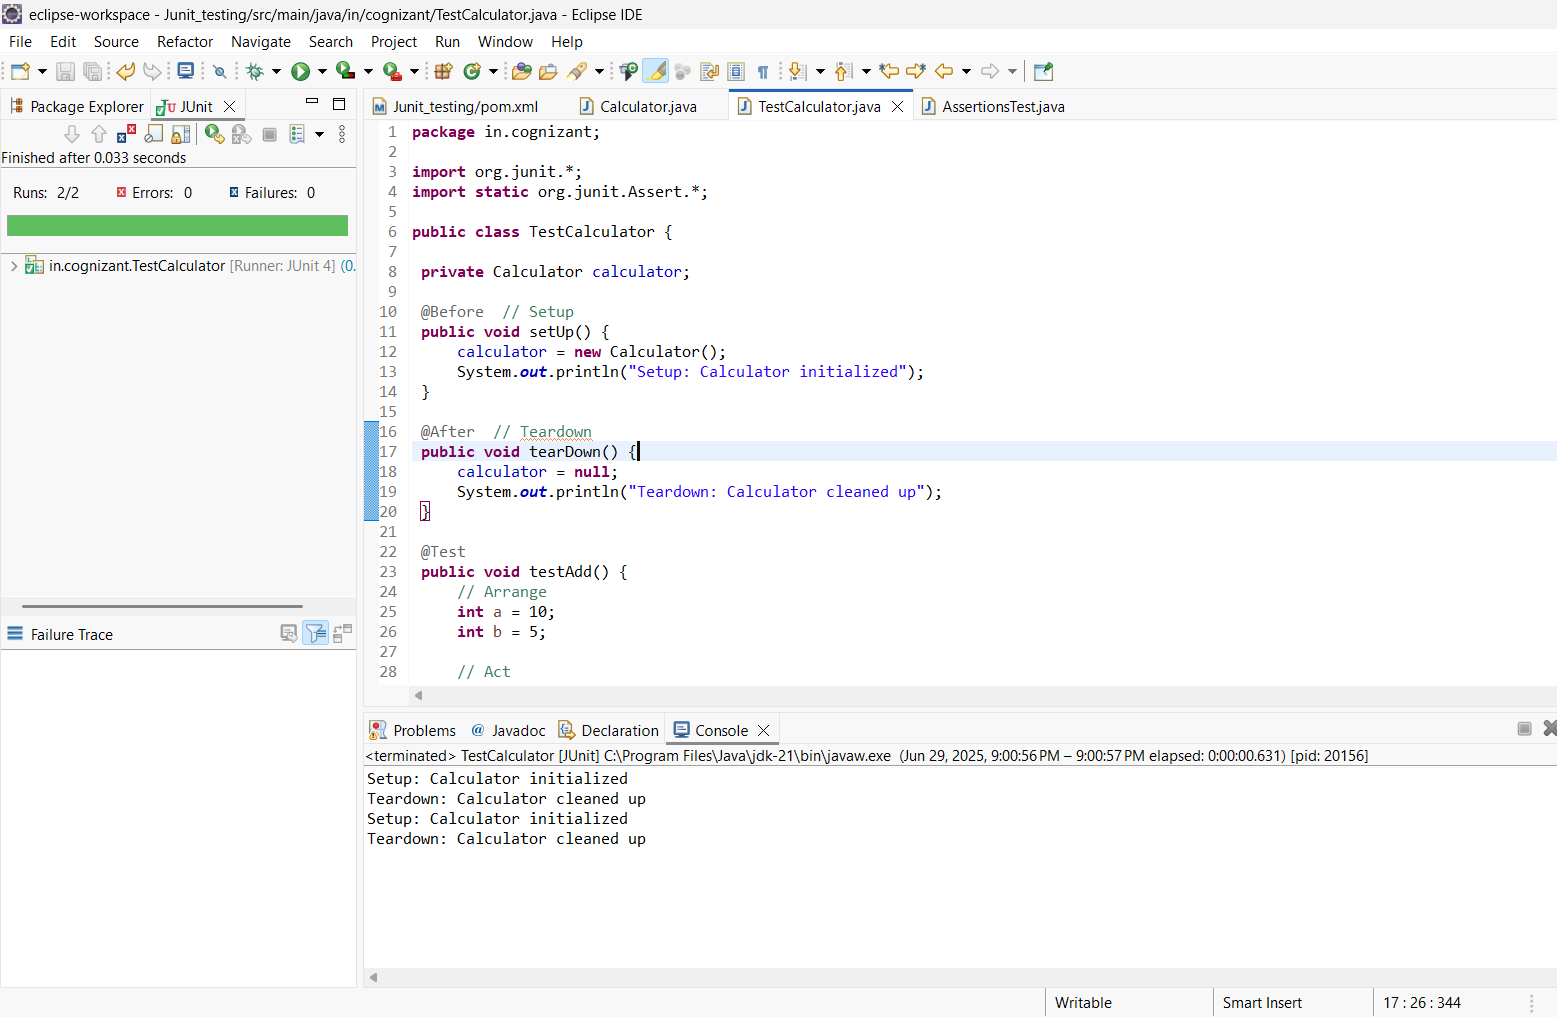 eclipse-workspace - Junit_testing/src/main/java/in/cognizant/TestCalculator.java - Eclipse IDE
File Edit Source Refactor Navigate Search Project Run Window Help
Package Explorer JUnit
Finished after 0.033 seconds
Runs: 2/2 Errors: 0 Failures: 0
in.cognizant.TestCalculator [Runner: JUnit 4] (0.
Failure Trace
Junit_testing/pom.xml Calculator.java TestCalculator.java AssertionsTest.java
1 package in.cognizant;
2
3 import org.junit.*;
4 import static org.junit.Assert.*;
5
6 public class TestCalculator {
7
8 private Calculator calculator;
9
10 @Before // Setup
11 public void setUp() {
12 calculator = new Calculator();
13 System.out.println("Setup: Calculator initialized");
14 }
15
16 @After // Teardown
17 public void tearDown() {
18 calculator = null;
19 System.out.println("Teardown: Calculator cleaned up");
20 }
21
22 @Test
23 public void testAdd() {
24 // Arrange
25 int a = 10;
26 int b = 5;
27
28 // Act
Problems @ Javadoc Declaration Console
<terminated> TestCalculator [JUnit] C:\Program Files\Java\jdk-21\bin\javaw.exe (Jun 29, 2025, 9:00:56 PM – 9:00:57 PM elapsed: 0:00:00.631) [pid: 20156]
Setup: Calculator initialized
Teardown: Calculator cleaned up
Setup: Calculator initialized
Teardown: Calculator cleaned up
Writable Smart Insert 17 : 26 : 344